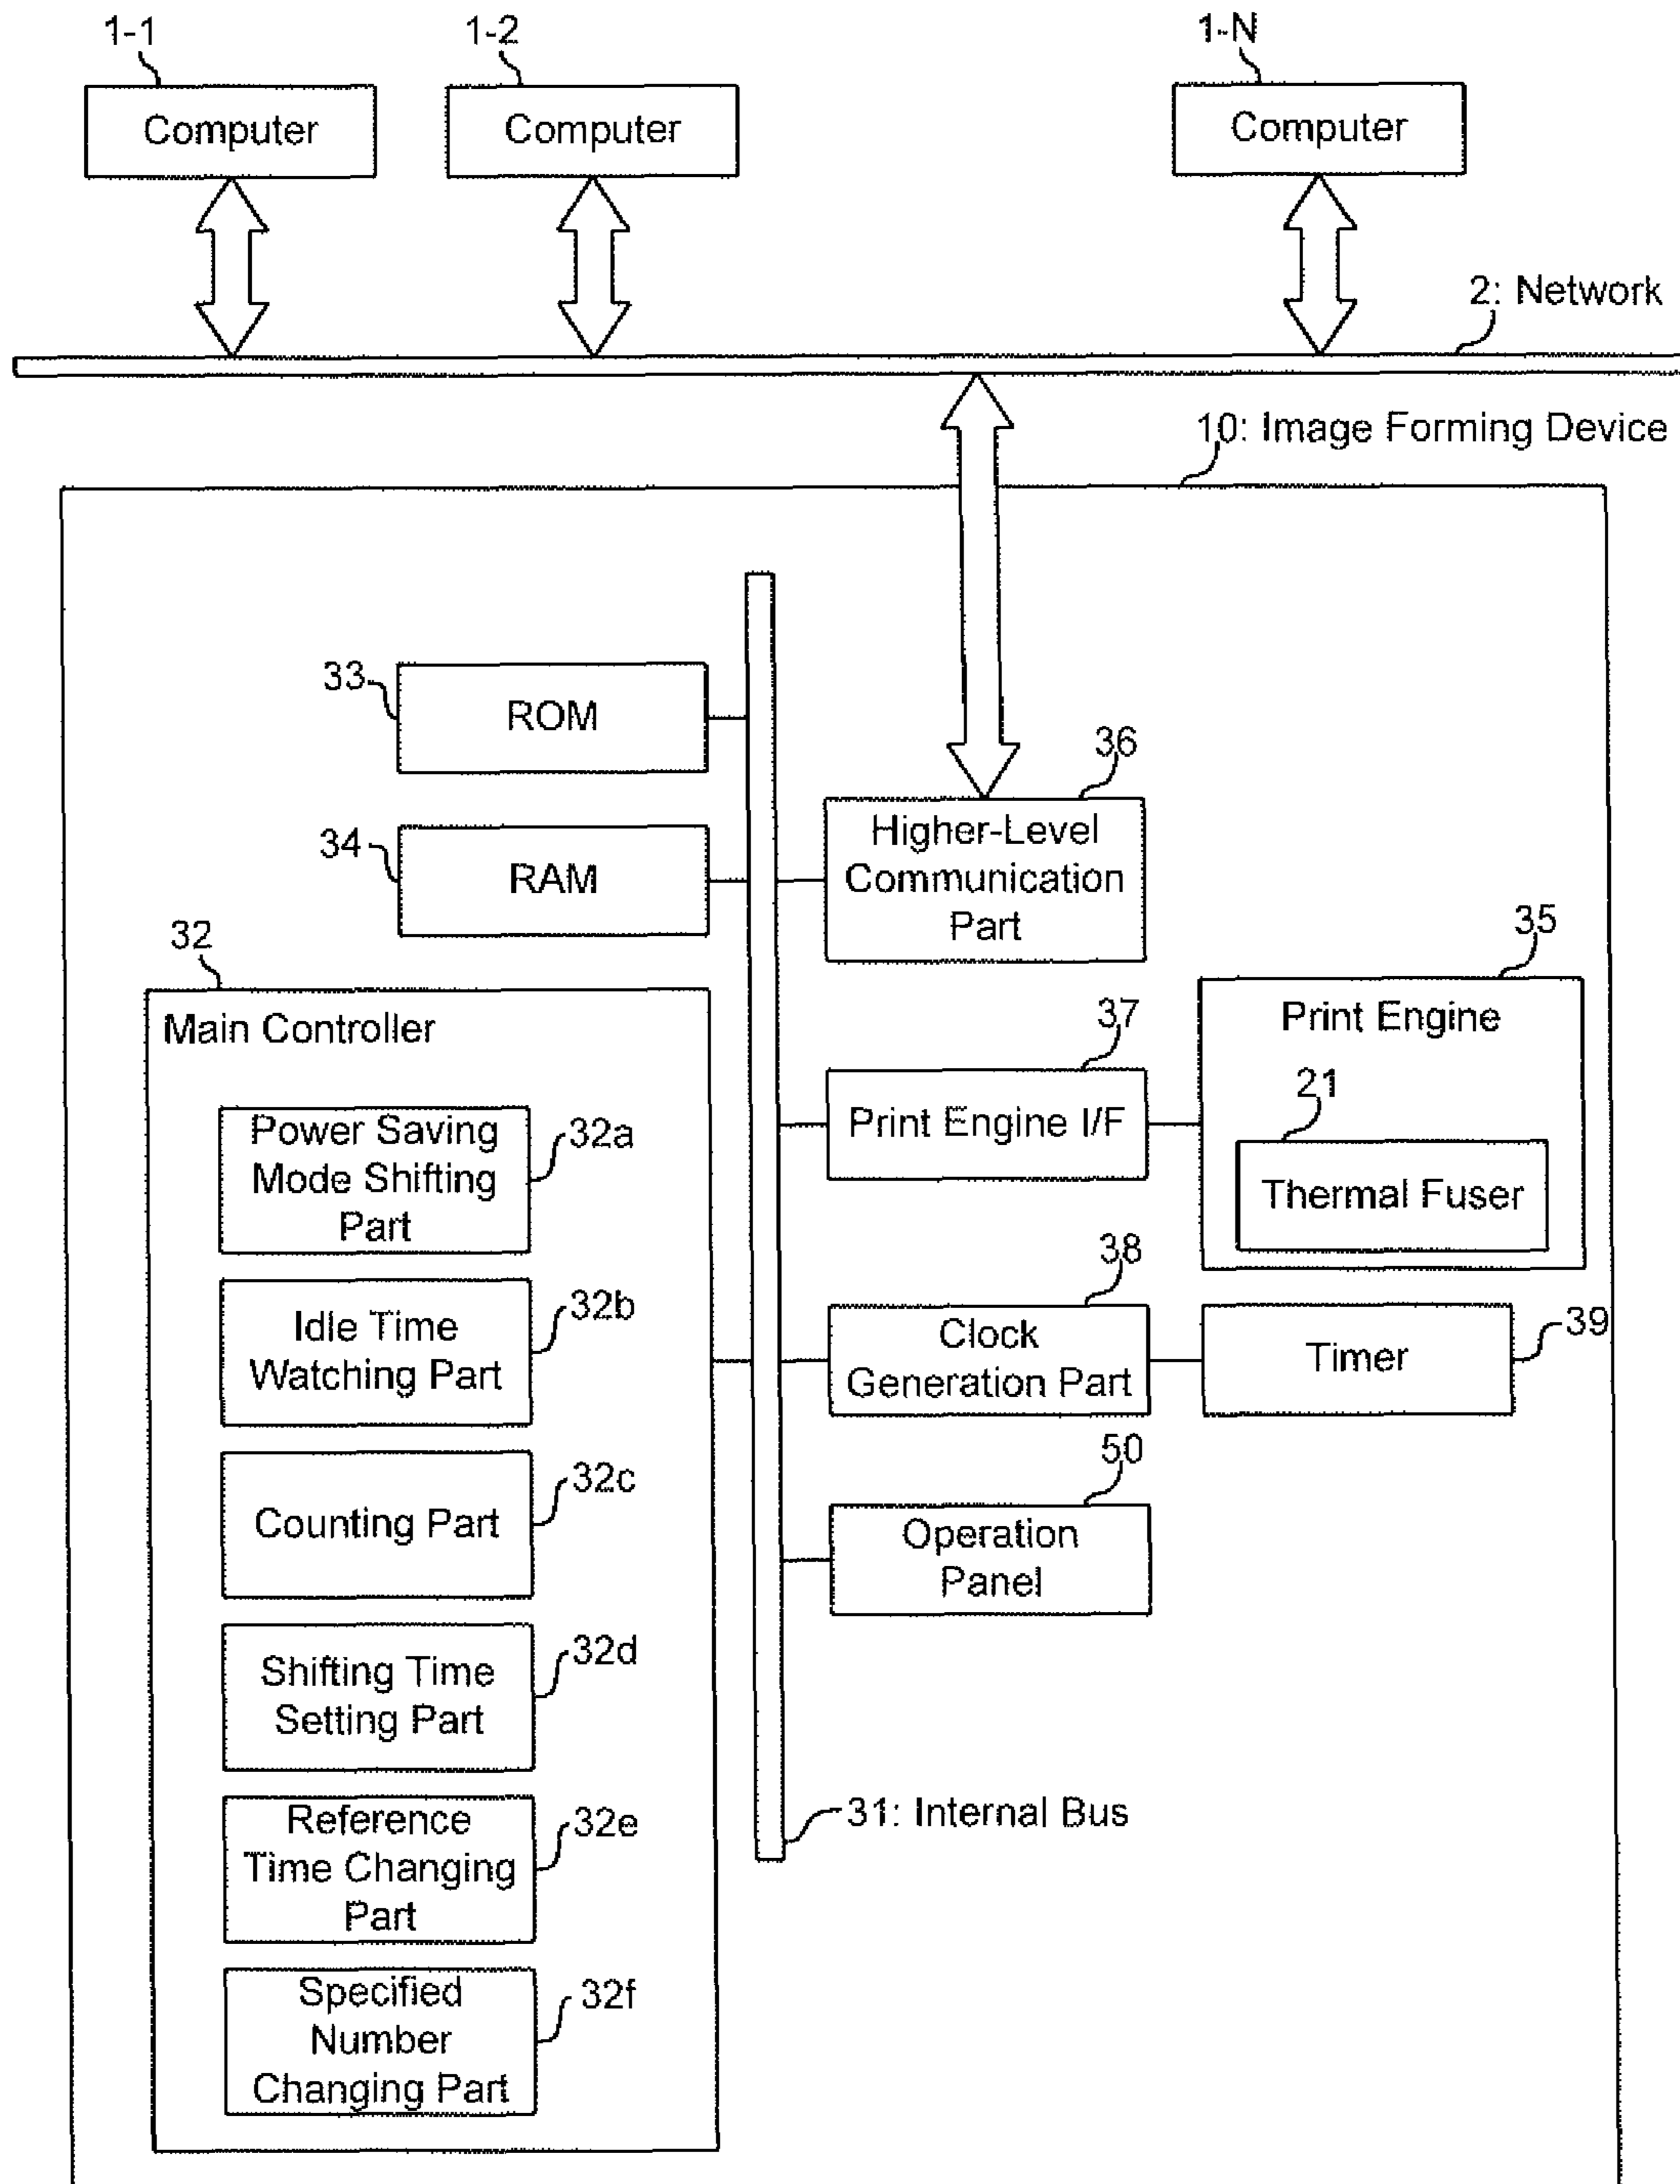 1-1
1-2
1-N
Computer
Computer
Computer
2: Network
10: Image Forming Device
33
ROM
36
34
RAM
Higher-Level
Communication
Part
32
Main Controller
35
Print Engine
37
Print Engine I/F
21
Thermal Fuser
Power Saving
Mode Shifting
Part
32a
38
Clock
Generation Part
Timer
39
Idle Time
Watching Part
32b
50
Operation
Panel
Counting Part
32c
Shifting Time
Setting Part
32d
31: Internal Bus
Reference
Time Changing
Part
32e
Specified
Number
Changing Part
32f